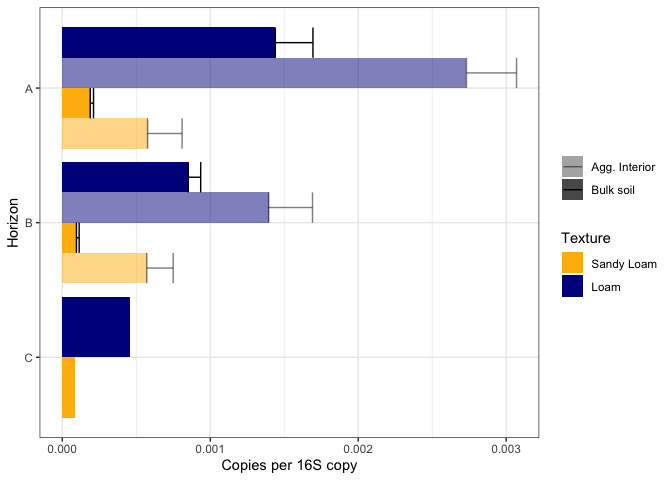 Horizon
A
B
C
0.000
0.001
0.002
0.003
Copies per 16S copy
Agg. Interior
Bulk soil
Texture
Sandy Loam
Loam